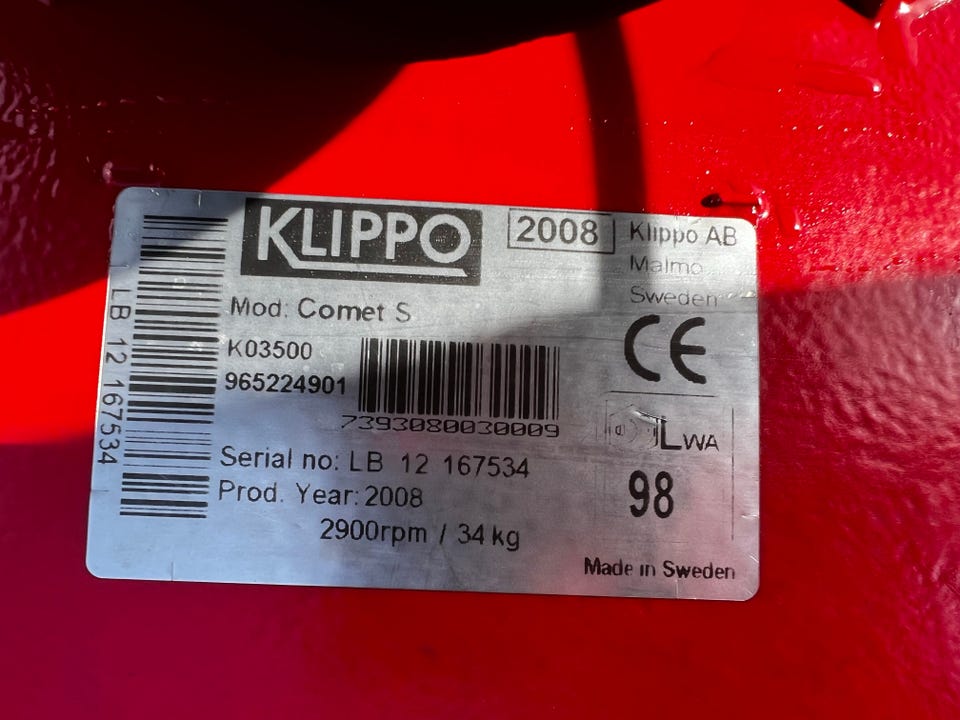 KLIPPO
2008
Klippo AB
Malmo
Sweden
Mod: Comet S
K03500
965224901
7393080030009
LB 12 167534
Serial no: LB 12 167534
Prod. Year: 2008
2900rpm / 34 kg
CE
LWA
98
Made in Sweden